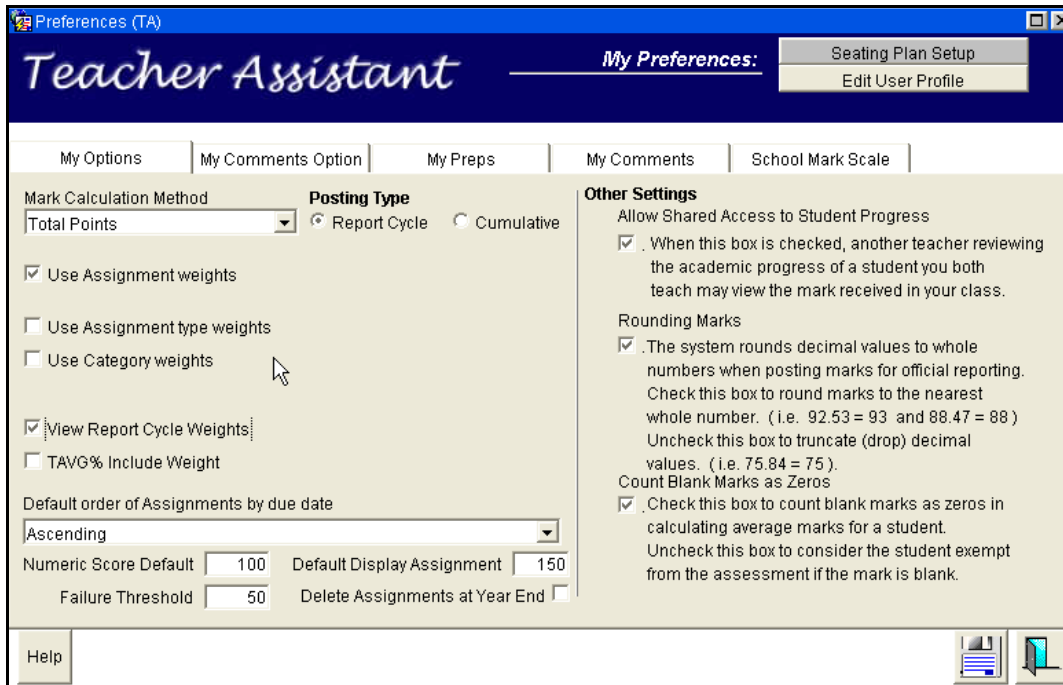 Preferences (TA)
Teacher Assistant
My Preferences:
Seating Plan Setup
Edit User Profile
My Options
My Comments Option
My Preps
My Comments
School Mark Scale
Mark Calculation Method
Total Points
Posting Type
Report Cycle
Cumulative
Use Assignment weights
Use Assignment type weights
Use Category weights
View Report Cycle Weights
TAVG% Include Weight
Default order of Assignments by due date
Ascending
Numeric Score Default 100
Default Display Assignment 150
Failure Threshold 50
Delete Assignments at Year End
Other Settings
Allow Shared Access to Student Progress
. When this box is checked, another teacher reviewing
the academic progress of a student you both
teach may view the mark received in your class.
Rounding Marks
.The system rounds decimal values to whole
numbers when posting marks for official reporting.
Check this box to round marks to the nearest
whole number. ( i.e. 92.53 = 93 and 88.47 = 88 )
Uncheck this box to truncate (drop) decimal
values. ( i.e. 75.84 = 75 ).
Count Blank Marks as Zeros
.Check this box to count blank marks as zeros in
calculating average marks for a student.
Uncheck this box to consider the student exempt
from the assessment if the mark is blank.
Help